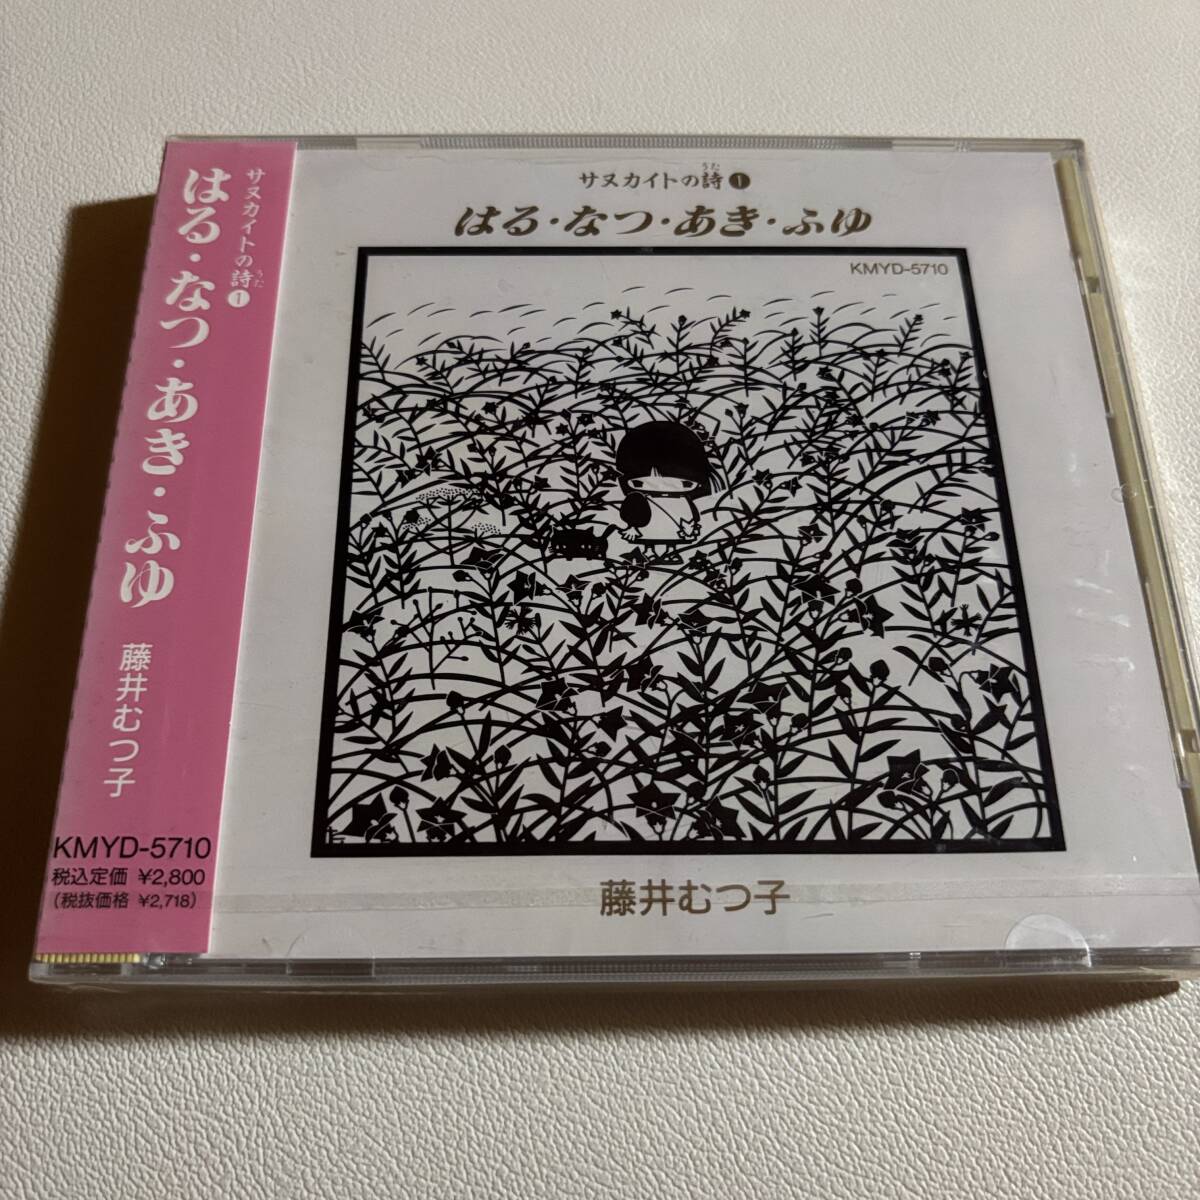 サヌカイトの詩❶
うた
はる・なつ・あき・ふゆ
藤井むつ子
KMYD-5710
税込定価 ¥2,800
(税抜価格 ¥2,718)
うた
サヌカイトの詩❶
はる・なつ・あき・ふゆ
KMYD-5710
藤井むつ子